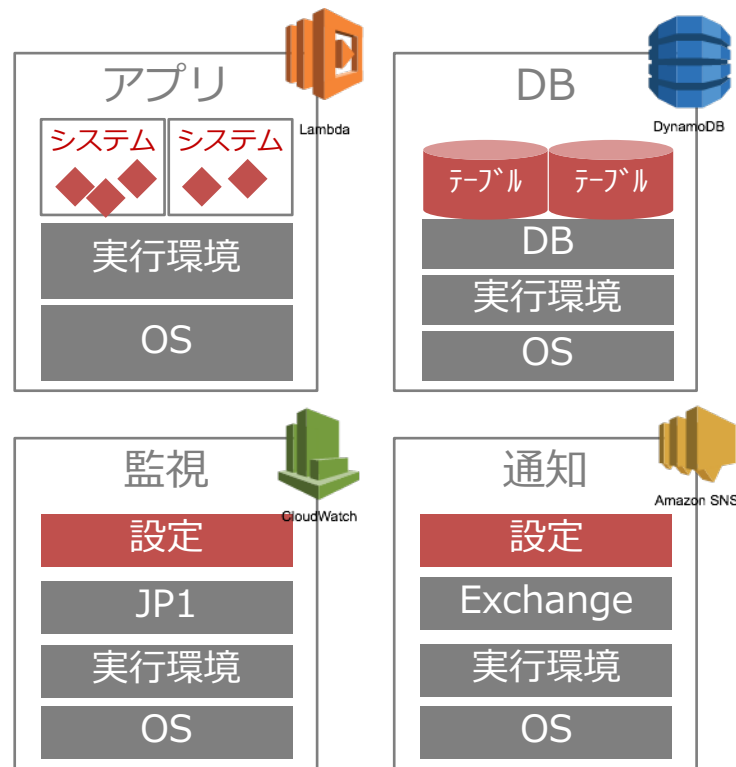 アプリ
Lambda
システム
システム
実行環境
OS
DB
DynamoDB
ﾃｰﾌﾞﾙ
ﾃｰﾌﾞﾙ
DB
実行環境
OS
監視
CloudWatch
設定
JP1
実行環境
OS
通知
Amazon SNS
設定
Exchange
実行環境
OS